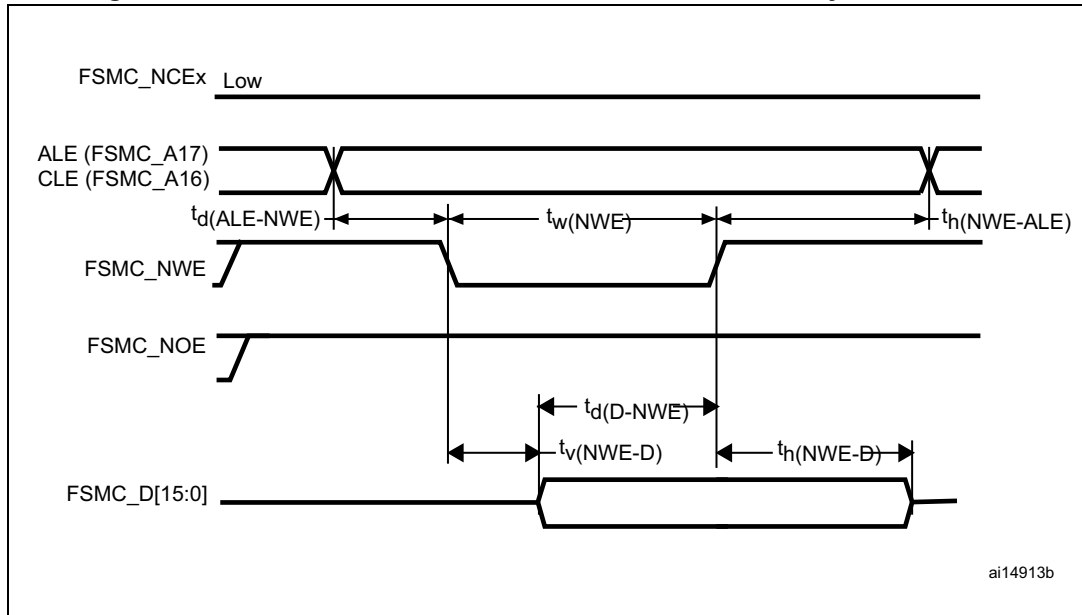 FSMC_NCEx Low
ALE (FSMC_A17)
CLE (FSMC_A16)
td(ALE-NWE) tw(NWE) th(NWE-ALE)
FSMC_NWE
FSMC_NOE
td(D-NWE)
tv(NWE-D) th(NWE-D)
FSMC_D[15:0]
ai14913b